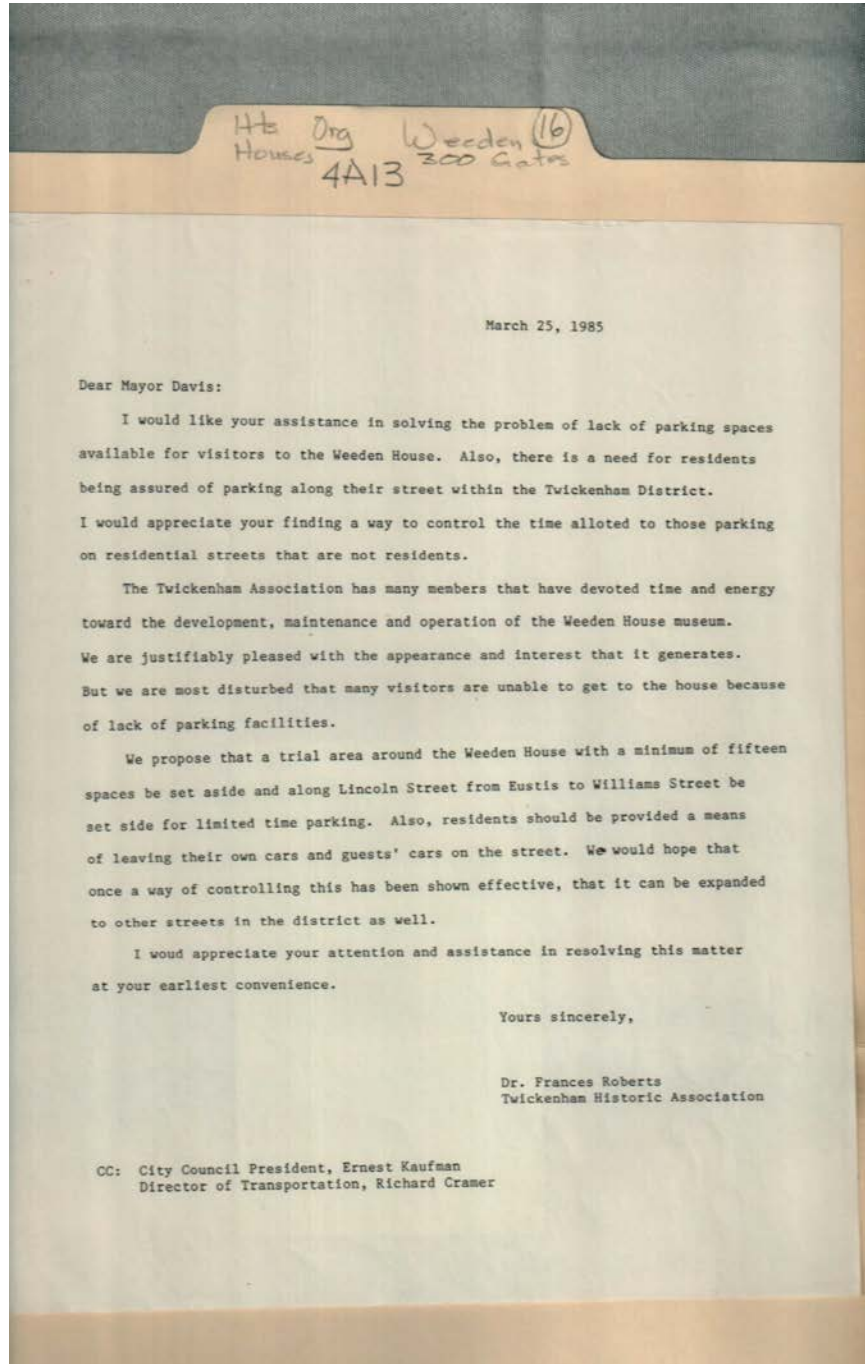 Hts Org Weeden 16
Houses 300 Gates
4A13
March 25, 1985
Dear Mayor Davis:
I would like your assistance in solving the problem of lack of parking spaces
available for visitors to the Weeden House. Also, there is a need for residents
being assured of parking along their street within the Twickenham District.
I would appreciate your finding a way to control the time alloted to those parking
on residential streets that are not residents.
The Twickenham Association has many members that have devoted time and energy
toward the development, maintenance and operation of the Weeden House museum.
We are justifiably pleased with the appearance and interest that it generates.
But we are most disturbed that many visitors are unable to get to the house because
of lack of parking facilities.
We propose that a trial area around the Weeden House with a minimum of fifteen
spaces be set aside and along Lincoln Street from Eustis to Williams Street be
set side for limited time parking. Also, residents should be provided a means
of leaving their own cars and guests' cars on the street. We would hope that
once a way of controlling this has been shown effective, that it can be expanded
to other streets in the district as well.
I woud appreciate your attention and assistance in resolving this matter
at your earliest convenience.
Yours sincerely,
Dr. Frances Roberts
Twickenham Historic Association
CC: City Council President, Ernest Kaufman
Director of Transportation, Richard Cramer